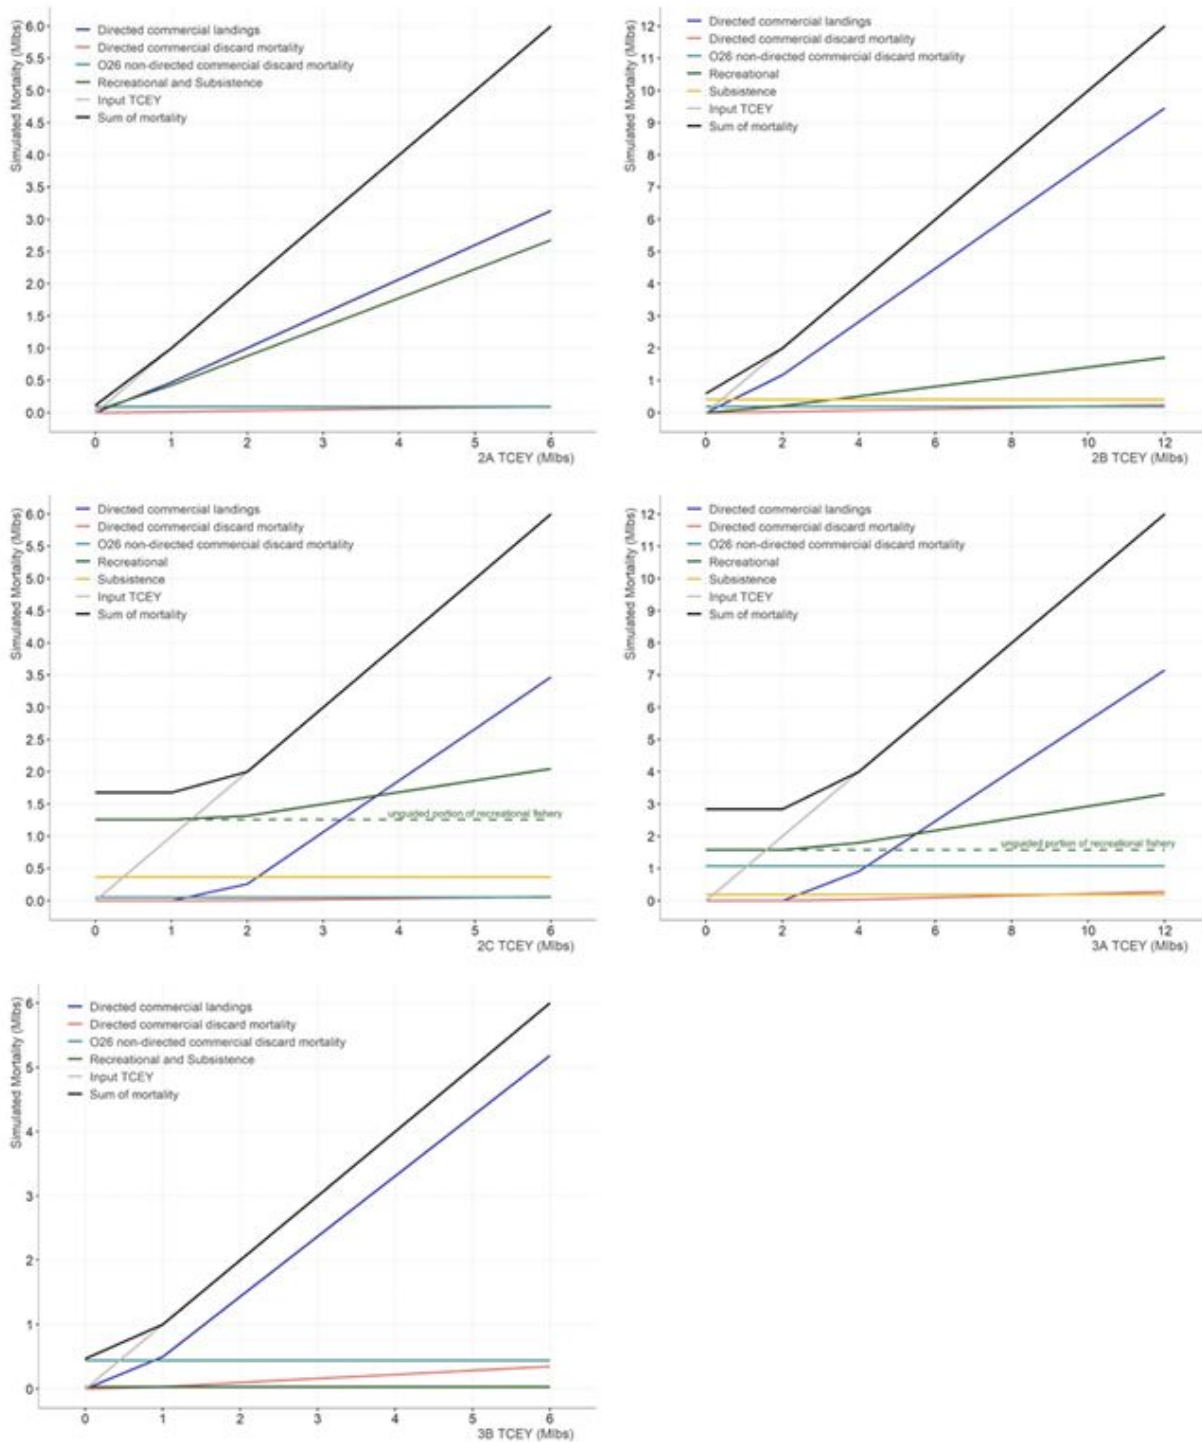 Simulated Mortality (Mlbs)
6.0
5.5
5.0
4.5
4.0
3.5
3.0
2.5
2.0
1.5
1.0
0.5
0.0
Directed commercial landings
Directed commercial discard mortality
O26 non-directed commercial discard mortality
Recreational and Subsistence
Input TCEY
Sum of mortality
0 1 2 3 4 5 6
2A TCEY (Mlbs)
Simulated Mortality (Mlbs)
12
11
10
9
8
7
6
5
4
3
2
1
0
Directed commercial landings
Directed commercial discard mortality
O26 non-directed commercial discard mortality
Recreational
Subsistence
Input TCEY
Sum of mortality
0 2 4 6 8 10 12
2B TCEY (Mlbs)
Simulated Mortality (Mlbs)
6.0
5.5
5.0
4.5
4.0
3.5
3.0
2.5
2.0
1.5
1.0
0.5
0.0
Directed commercial landings
Directed commercial discard mortality
O26 non-directed commercial discard mortality
Recreational
Subsistence
Input TCEY
Sum of mortality
unguided portion of recreational fishery
0 1 2 3 4 5 6
2C TCEY (Mlbs)
Simulated Mortality (Mlbs)
12
11
10
9
8
7
6
5
4
3
2
1
0
Directed commercial landings
Directed commercial discard mortality
O26 non-directed commercial discard mortality
Recreational
Subsistence
Input TCEY
Sum of mortality
unguided portion of recreational fishery
0 2 4 6 8 10 12
3A TCEY (Mlbs)
Simulated Mortality (Mlbs)
6
5
4
3
2
1
0
Directed commercial landings
Directed commercial discard mortality
O26 non-directed commercial discard mortality
Recreational and Subsistence
Input TCEY
Sum of mortality
0 1 2 3 4 5 6
3B TCEY (Mlbs)